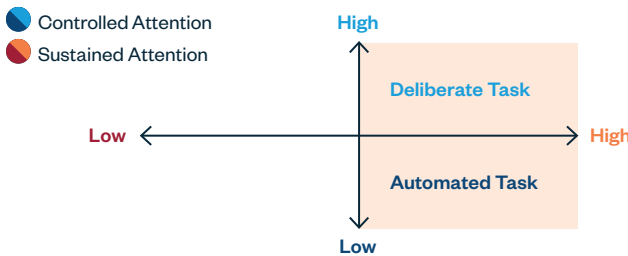 Controlled Attention
Sustained Attention
High
Deliberate Task
Low
High
Automated Task
Low